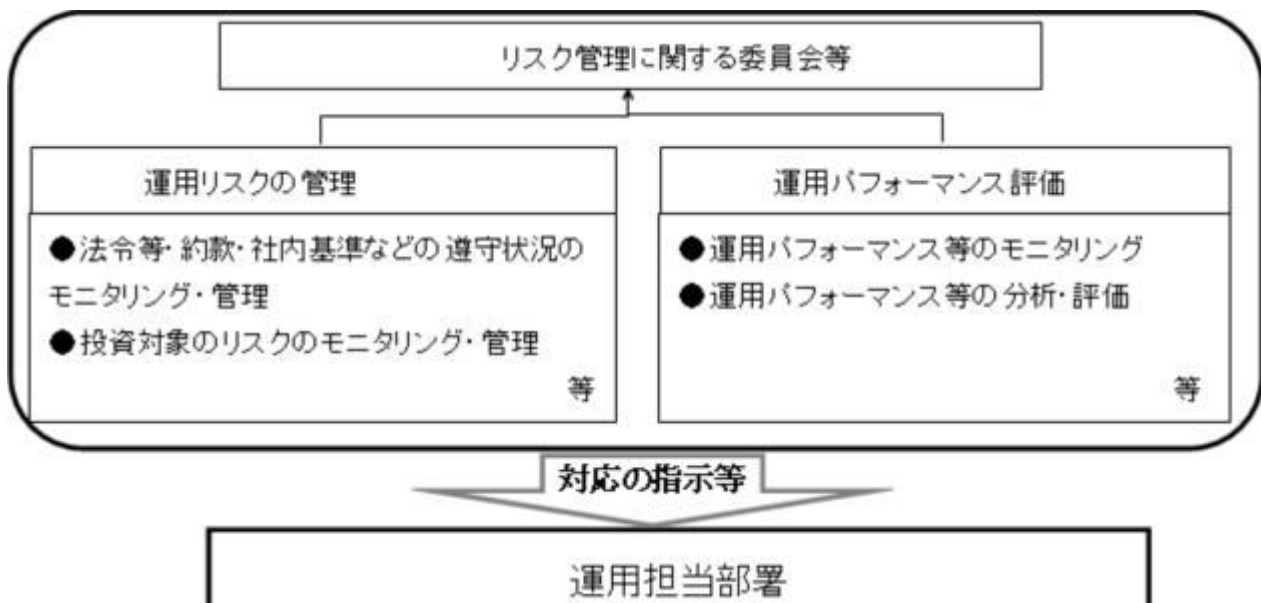 リスク管理に関する委員会等
運用リスクの管理
●法令等・約款・社内基準などの遵守状況の
モニタリング・管理
●投資対象のリスクのモニタリング・管理
等
運用パフォーマンス評価
●運用パフォーマンス等のモニタリング
●運用パフォーマンス等の分析・評価
等
対応の指示等
運用担当部署